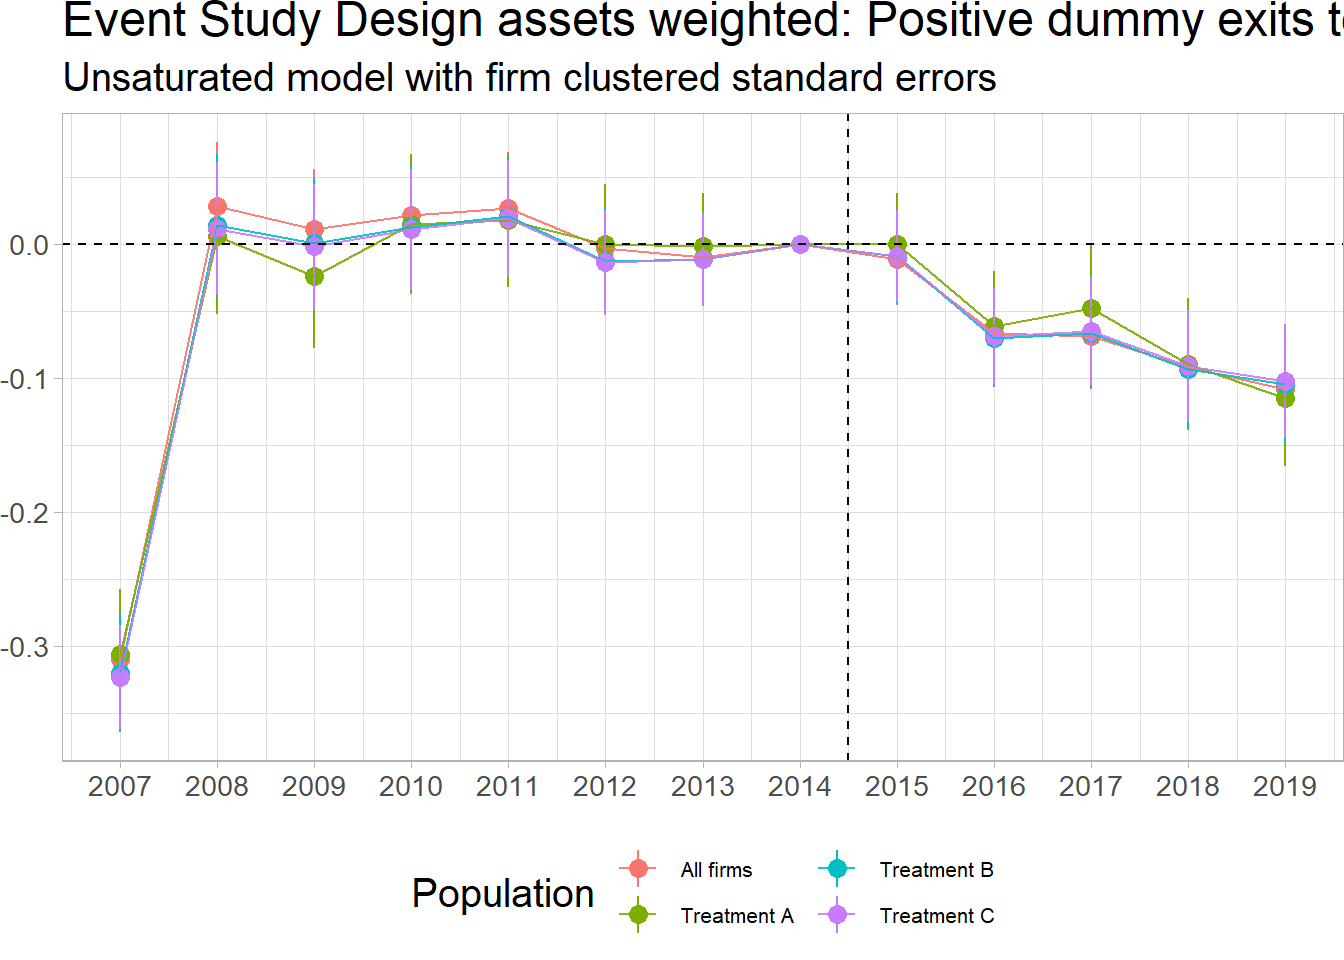 Event Study Design assets weighted: Positive dummy exits
Unsaturated model with firm clustered standard errors
0.0
-0.1
-0.2
-0.3
2007 2008 2009 2010 2011 2012 2013 2014 2015 2016 2017 2018 2019
Population
All firms
Treatment A
Treatment B
Treatment C